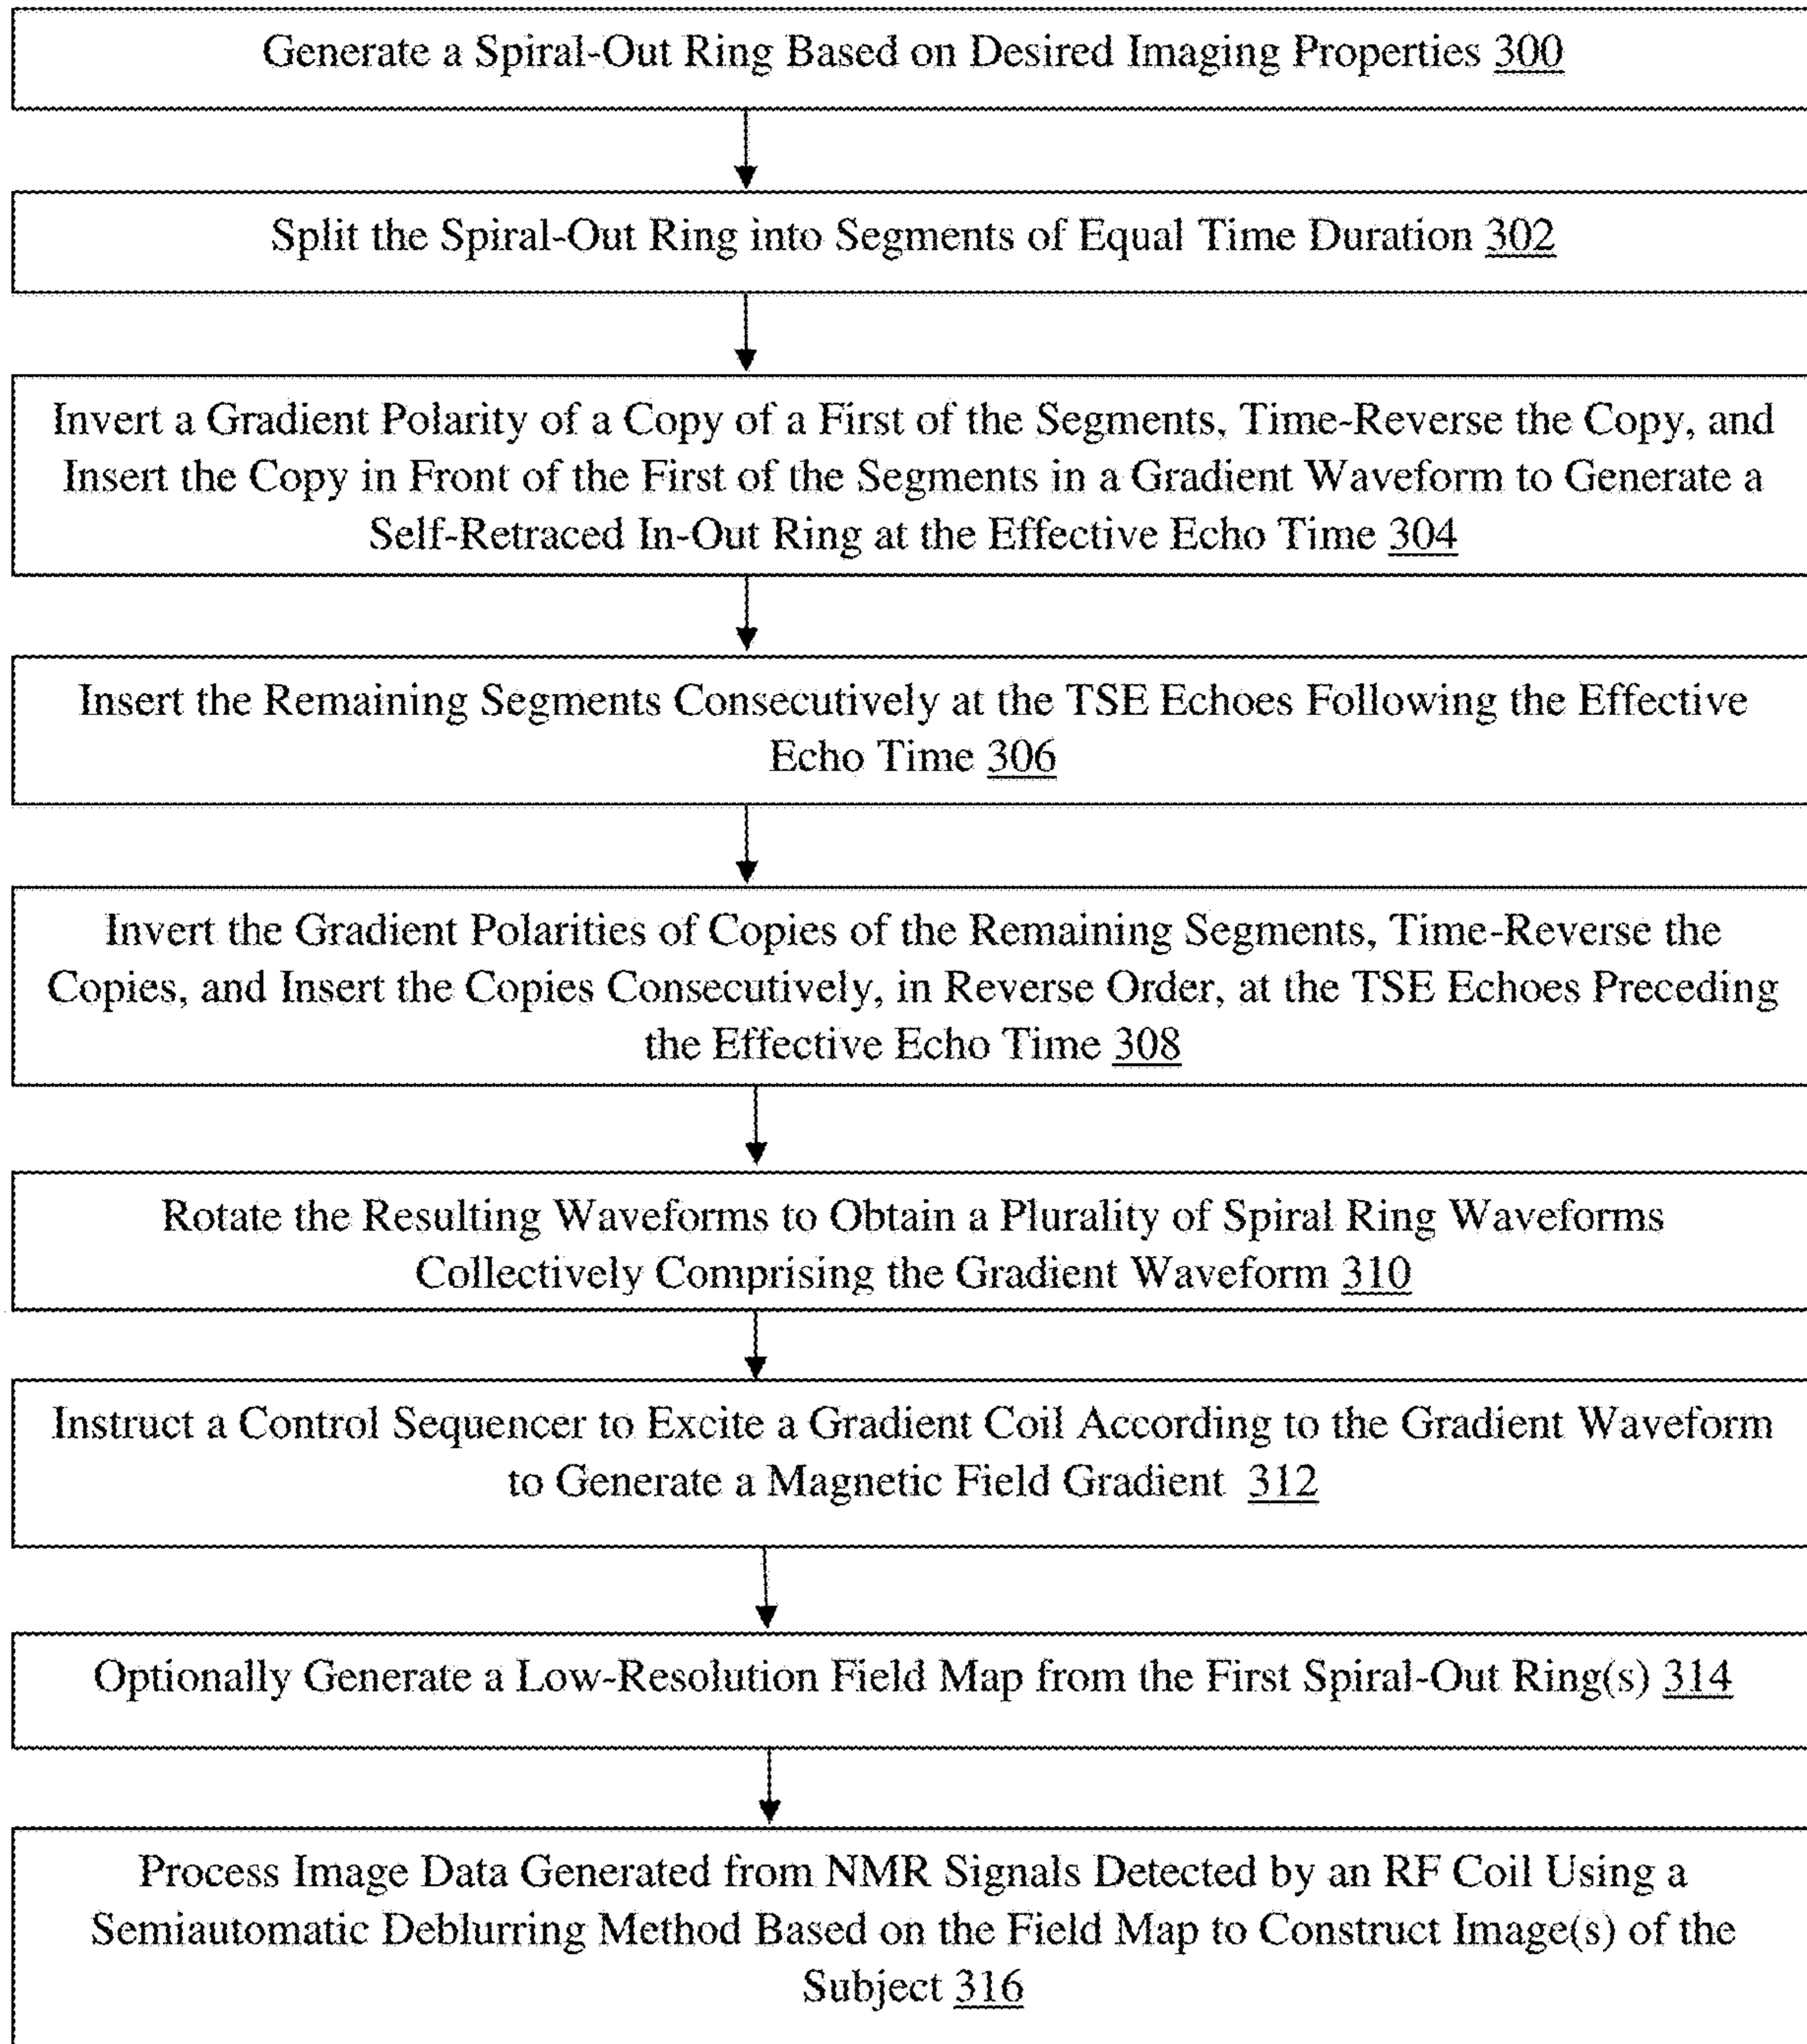 Generate a Spiral-Out Ring Based on Desired Imaging Properties 300
Split the Spiral-Out Ring into Segments of Equal Time Duration 302
Invert a Gradient Polarity of a Copy of a First of the Segments, Time-Reverse the Copy, and
Insert the Copy in Front of the First of the Segments in a Gradient Waveform to Generate a
Self-Retraced In-Out Ring at the Effective Echo Time 304
Insert the Remaining Segments Consecutively at the TSE Echoes Following the Effective
Echo Time 306
Invert the Gradient Polarities of Copies of the Remaining Segments, Time-Reverse the
Copies, and Insert the Copies Consecutively, in Reverse Order, at the TSE Echoes Preceding
the Effective Echo Time 308
Rotate the Resulting Waveforms to Obtain a Plurality of Spiral Ring Waveforms
Collectively Comprising the Gradient Waveform 310
Instruct a Control Sequencer to Excite a Gradient Coil According to the Gradient Waveform
to Generate a Magnetic Field Gradient 312
Optionally Generate a Low-Resolution Field Map from the First Spiral-Out Ring(s) 314
Process Image Data Generated from NMR Signals Detected by an RF Coil Using a
Semiautomatic Deblurring Method Based on the Field Map to Construct Image(s) of the
Subject 316